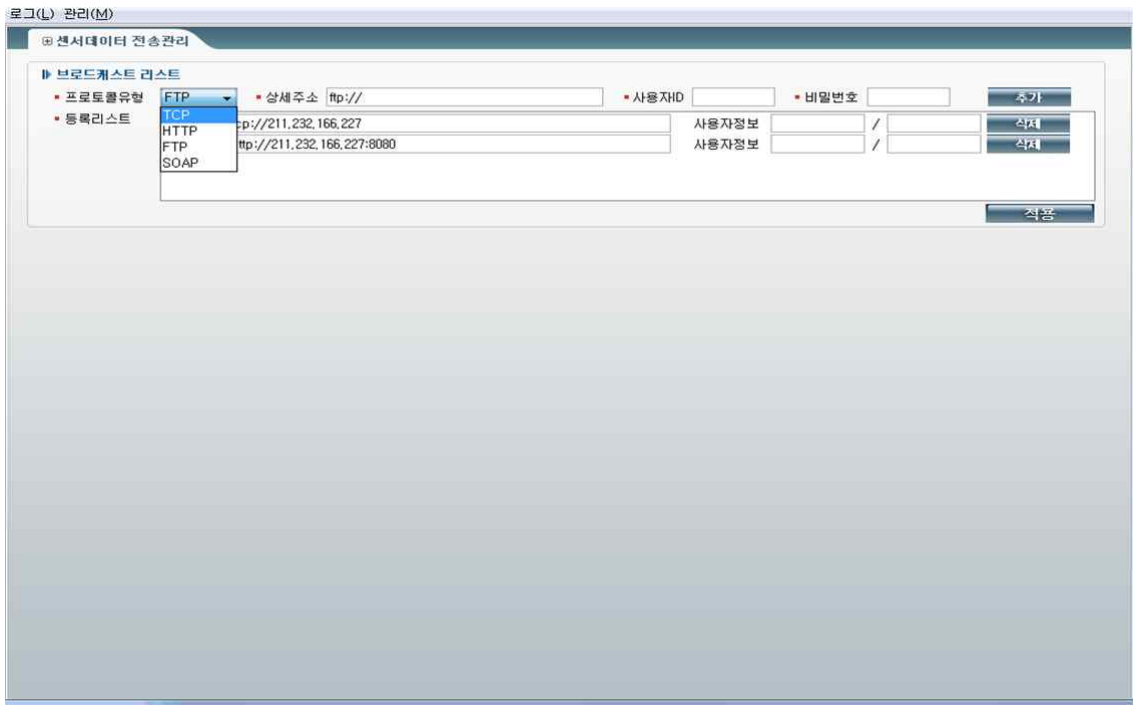 로그(L) 관리(M)
센서데이터 전송관리
브로드캐스트 리스트
프로토콜유형 FTP 상세주소 ftp:// 사용자ID 비밀번호 추가
TCP
HTTP
FTP
SOAP
등록리스트 cp://211.232.166.227 사용자정보 / 삭제
ttp://211.232.166.227:8080 사용자정보 / 삭제
적용